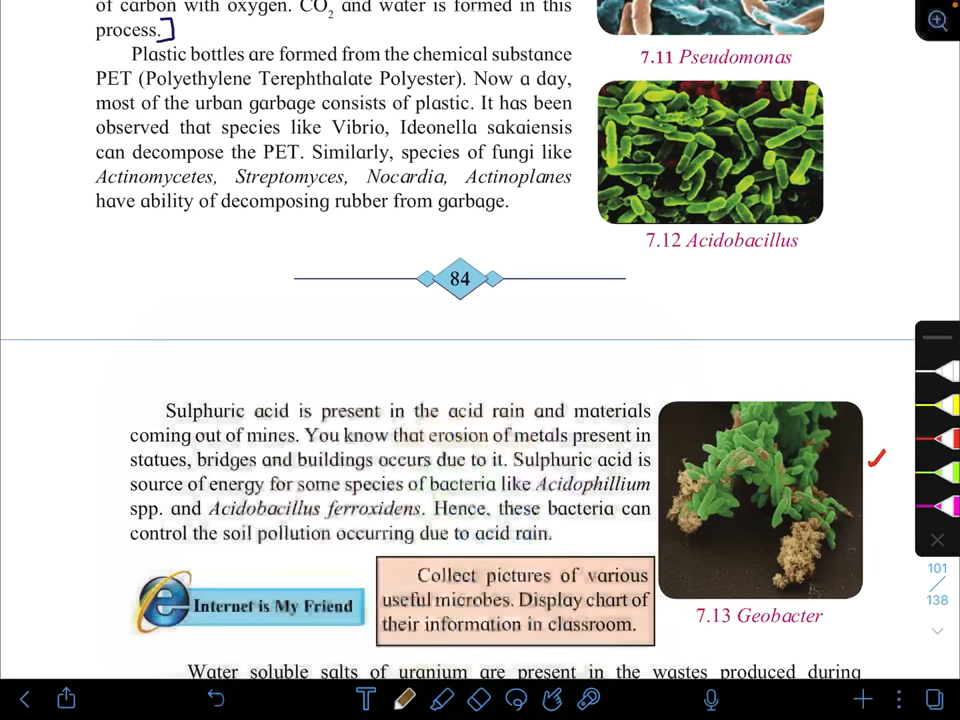 of carbon with oxygen. CO2 and water is formed in this
process.
7.11 Pseudomonas
Plastic bottles are formed from the chemical substance
PET (Polyethylene Terephthalate Polyester). Now a day,
most of the urban garbage consists of plastic. It has been
observed that species like Vibrio, Ideonella sakaiensis
can decompose the PET. Similarly, species of fungi like
Actinomycetes, Streptomyces, Nocardia, Actinoplanes
have ability of decomposing rubber from garbage.
7.12 Acidobacillus
84
Sulphuric acid is present in the acid rain and materials
coming out of mines. You know that erosion of metals present in
statues, bridges and buildings occurs due to it. Sulphuric acid is
source of energy for some species of bacteria like Acidophillium
spp. and Acidobacillus ferroxidens. Hence, these bacteria can
control the soil pollution occurring due to acid rain.
Internet is My Friend
Collect pictures of various
useful microbes. Display chart of
their information in classroom.
7.13 Geobacter
Water soluble salts of uranium are present in the wastes produced during
101
138